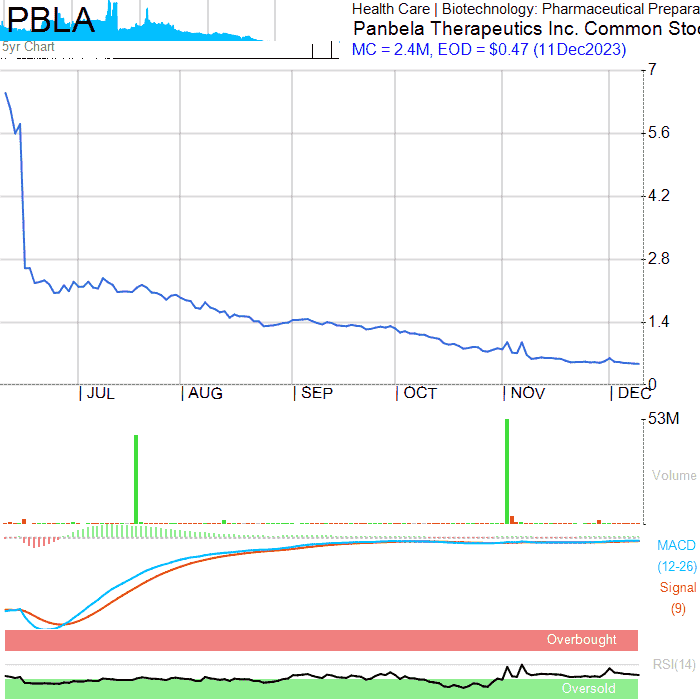 PBLA
5yr Chart
Health Care | Biotechnology: Pharmaceutical Prepara
Panbela Therapeutics Inc. Common Stoc
MC = 2.4M, EOD = $0.47 (11Dec2023)
7
5.6
4.2
2.8
1.4
0
JUL AUG SEP OCT NOV DEC
53M
Volume
MACD
(12-26)
Signal
(9)
Overbought
RSI(14)
Oversold